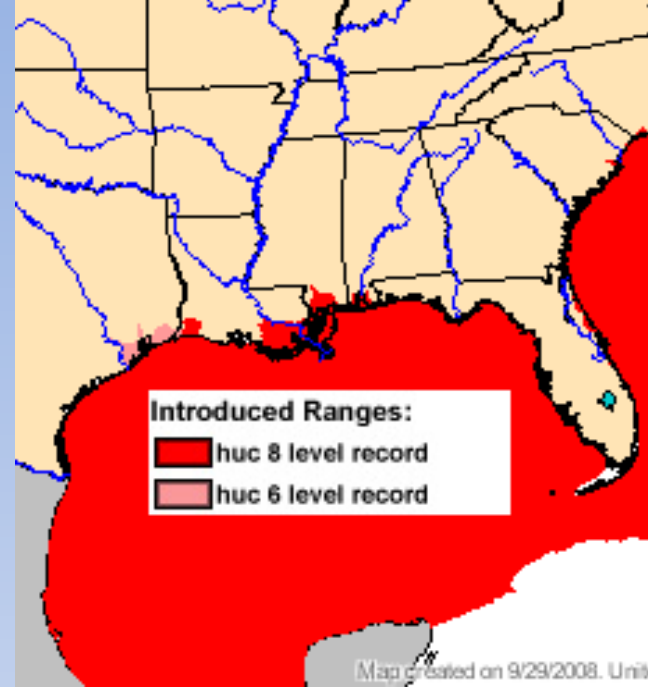 Introduced Ranges:
huc 8 level record
huc 6 level record
Map created on 9/29/2008. Unit